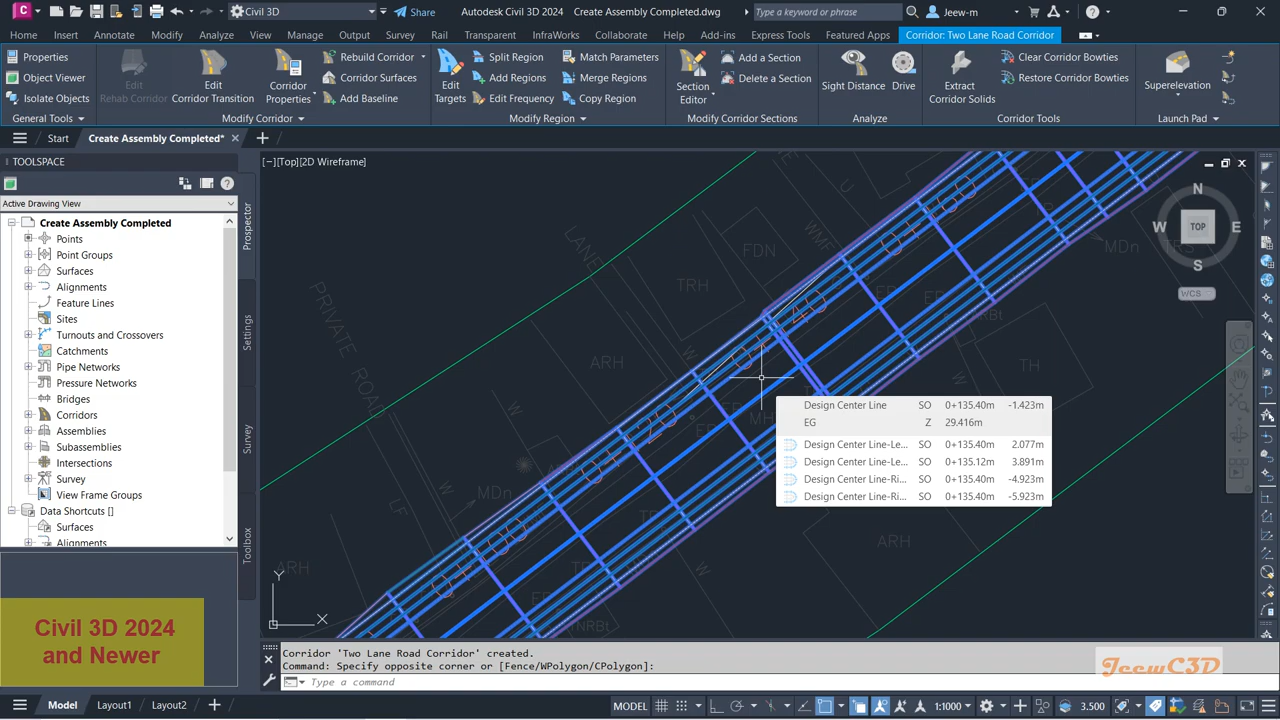 Civil 3D
Share
Autodesk Civil 3D 2024 Create Assembly Completed.dwg
Type a keyword or phrase
Jeew-m
Home Insert Annotate Modify Analyze View Manage Output Survey Rail Transparent InfraWorks Collaborate Help Add-ins Express Tools Featured Apps Corridor: Two Lane Road Corridor
Properties
Object Viewer
Isolate Objects
General Tools
Edit
Rehab Corridor
Edit
Corridor Transition
Corridor
Properties
Rebuild Corridor
Corridor Surfaces
Add Baseline
Modify Corridor
Edit
Targets
Split Region
Add Regions
Edit Frequency
Match Parameters
Merge Regions
Copy Region
Modify Region
Section
Editor
Add a Section
Delete a Section
Modify Corridor Sections
Sight Distance
Drive
Analyze
Extract
Corridor Solids
Clear Corridor Bowties
Restore Corridor Bowties
Corridor Tools
Superelevation
Launch Pad
Start
Create Assembly Completed*
TOOLSPACE
Active Drawing View
Create Assembly Completed
Points
Point Groups
Surfaces
Alignments
Feature Lines
Sites
Turnouts and Crossovers
Catchments
Pipe Networks
Pressure Networks
Bridges
Corridors
Assemblies
Subassemblies
Intersections
Survey
View Frame Groups
Data Shortcuts []
Surfaces
Alignments
Prospector
Settings
Survey
Toolbox
[−][Top][2D Wireframe]
N
W TOP E
S
WCS
PRIVATE ROAD
LANE
FDN
TRH
ARH
MDn
LF
W
W
W
U
WMF
MDn
TRS
TH
ARH
NRBt
ARH
W
W
Design Center Line SO 0+135.40m -1.423m
EG Z 29.416m
Design Center Line-Le... SO 0+135.40m 2.077m
Design Center Line-Le... SO 0+135.12m 3.891m
Design Center Line-Ri... SO 0+135.40m -4.923m
Design Center Line-Ri... SO 0+135.40m -5.923m
Y
X
Civil 3D 2024
and Newer
Corridor 'Two Lane Road Corridor' created.
Command: Specify opposite corner or [Fence/WPolygon/CPolygon]:
Type a command
JeewC3D
Model Layout1 Layout2
MODEL
1:1000
3.500